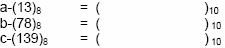 a-(13)8 = ( )10
b-(78)8 = ( ) 10
c-(139)8 = ( ) 10